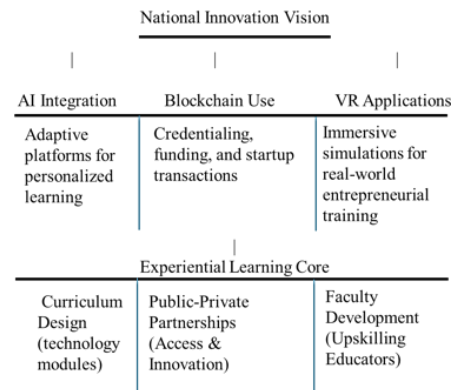 National Innovation Vision
AI Integration
Blockchain Use
VR Applications
Adaptive
platforms for
personalized
learning
Credentialing,
funding, and startup
transactions
Immersive
simulations for
real-world
entrepreneurial
training
Experiential Learning Core
Curriculum
Design
(technology
modules)
Public-Private
Partnerships
(Access &
Innovation)
Faculty
Development
(Upskilling
Educators)